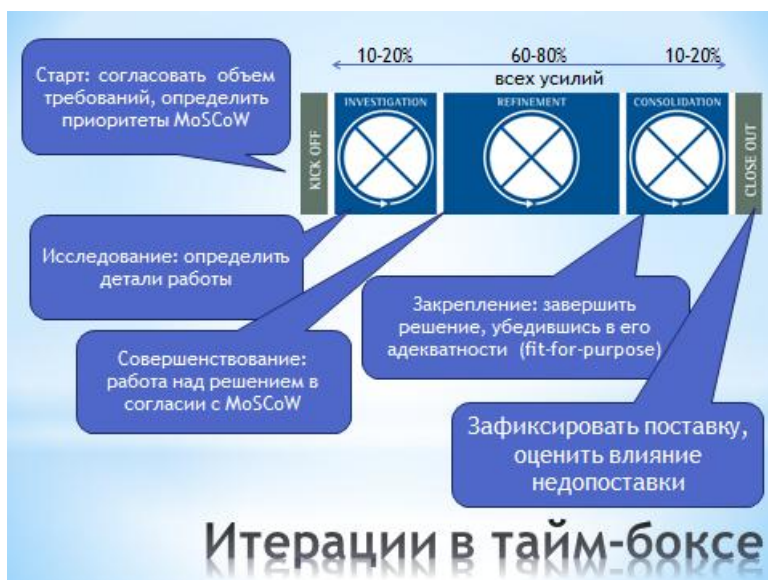 10-20%
60-80%
10-20%
всех усилий
Старт: согласовать объем
требований, определить
приоритеты MoSCoW
KICK OFF
INVESTIGATION
REFINEMENT
CONSOLIDATION
CLOSE OUT
Исследование: определить
детали работы
Закрепление: завершить
решение, убедившись в его
адекватности (fit-for-purpose)
Совершенствование:
работа над решением в
согласии с MoSCoW
Зафиксировать поставку,
оценить влияние
недопоставки
Итерации в тайм-боксе